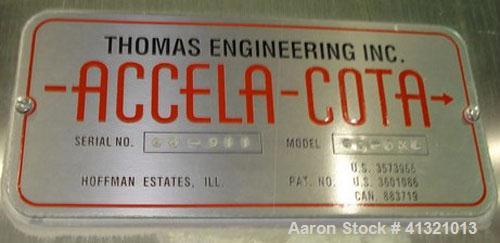 THOMAS ENGINEERING INC.
-ACCELA-COTA→
SERIAL NO. MODEL
U.S. 3573966
HOFFMAN ESTATES, ILL. PAT. NO. U.S. 3601086
CAN. 883719
Aaron Stock # 41321013